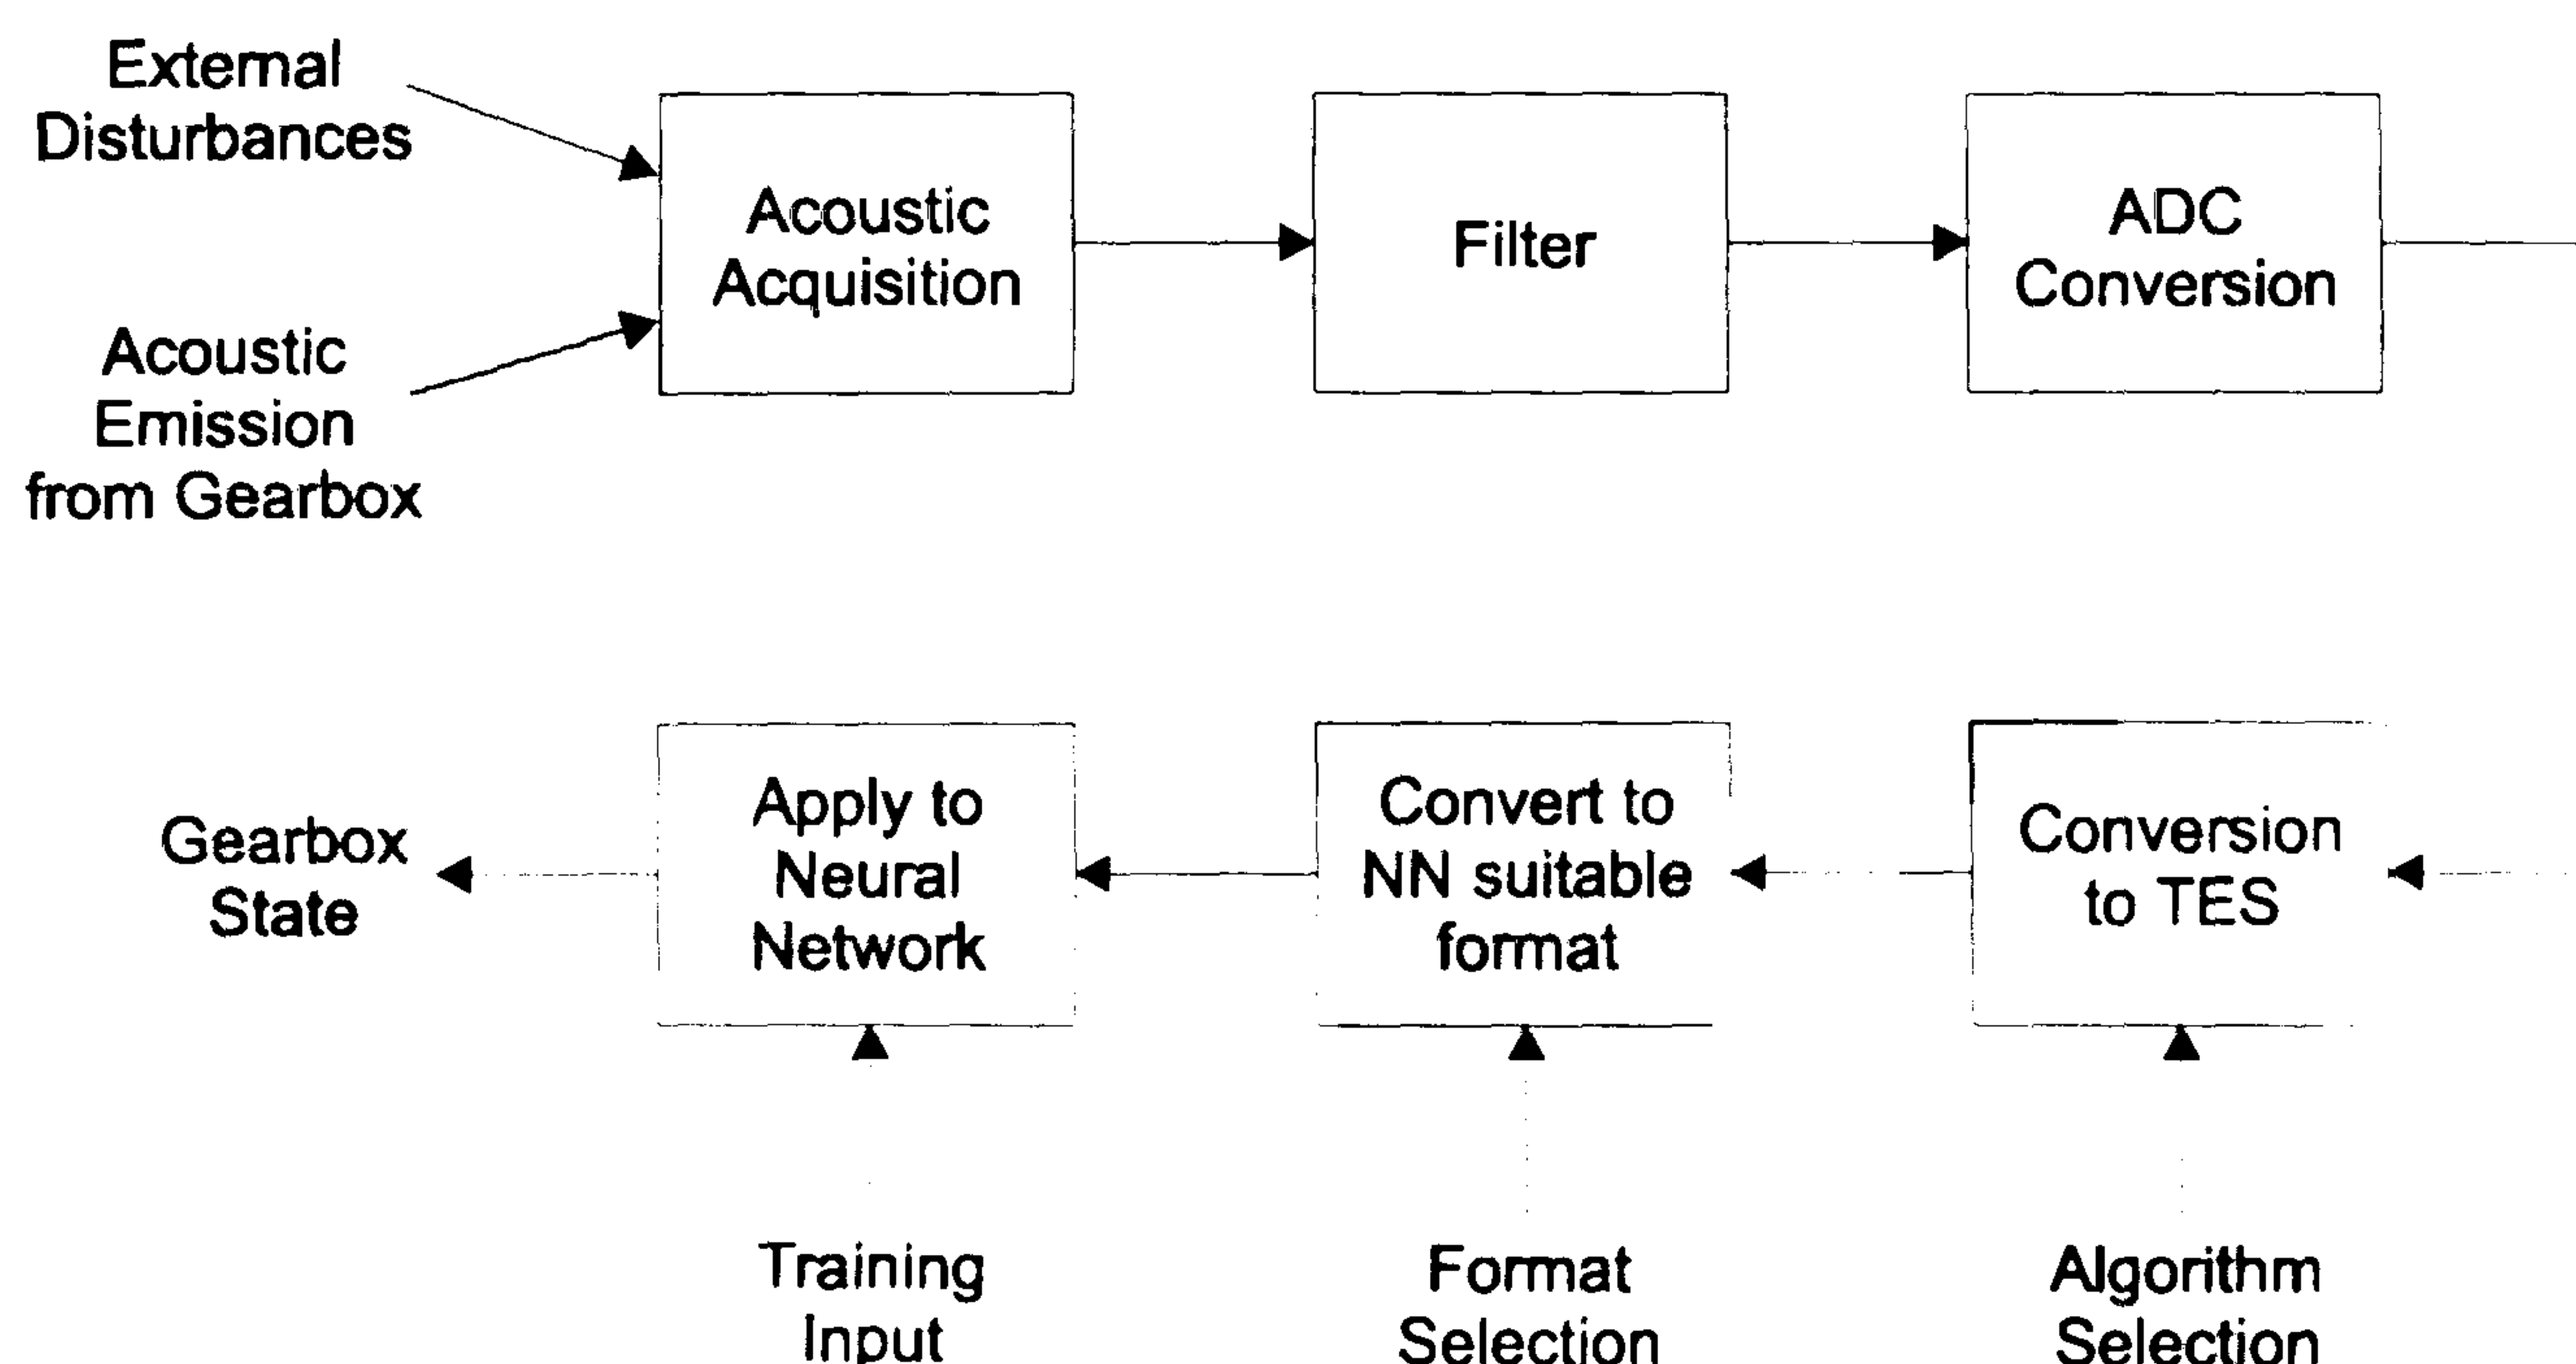 External
Disturbances
Acoustic
Emission
from Gearbox
Acoustic
Acquisition
Filter
ADC
Conversion
Gearbox
State
Apply to
Neural
Network
Convert to
NN suitable
format
Conversion
to TES
Training
Input
Format
Selection
Algorithm
Selection